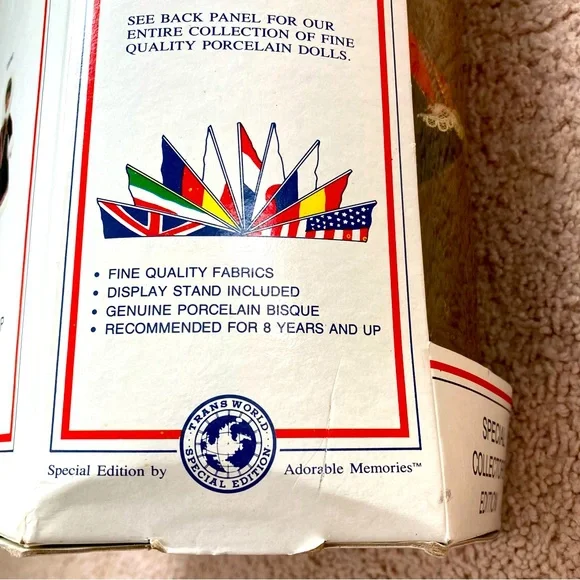 SEE BACK PANEL FOR OUR
ENTIRE COLLECTION OF FINE
QUALITY PORCELAIN DOLLS.
• FINE QUALITY FABRICS
• DISPLAY STAND INCLUDED
• GENUINE PORCELAIN BISQUE
• RECOMMENDED FOR 8 YEARS AND UP
TRANS WORLD
SPECIAL EDITION
Special Edition by
Adorable Memories™
SPECIAL
EDITION